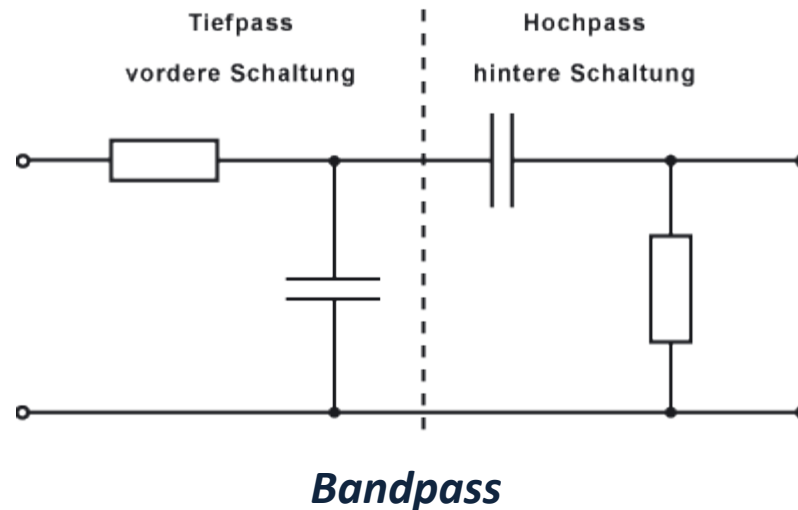 Tiefpass
vordere Schaltung
Hochpass
hintere Schaltung
Bandpass